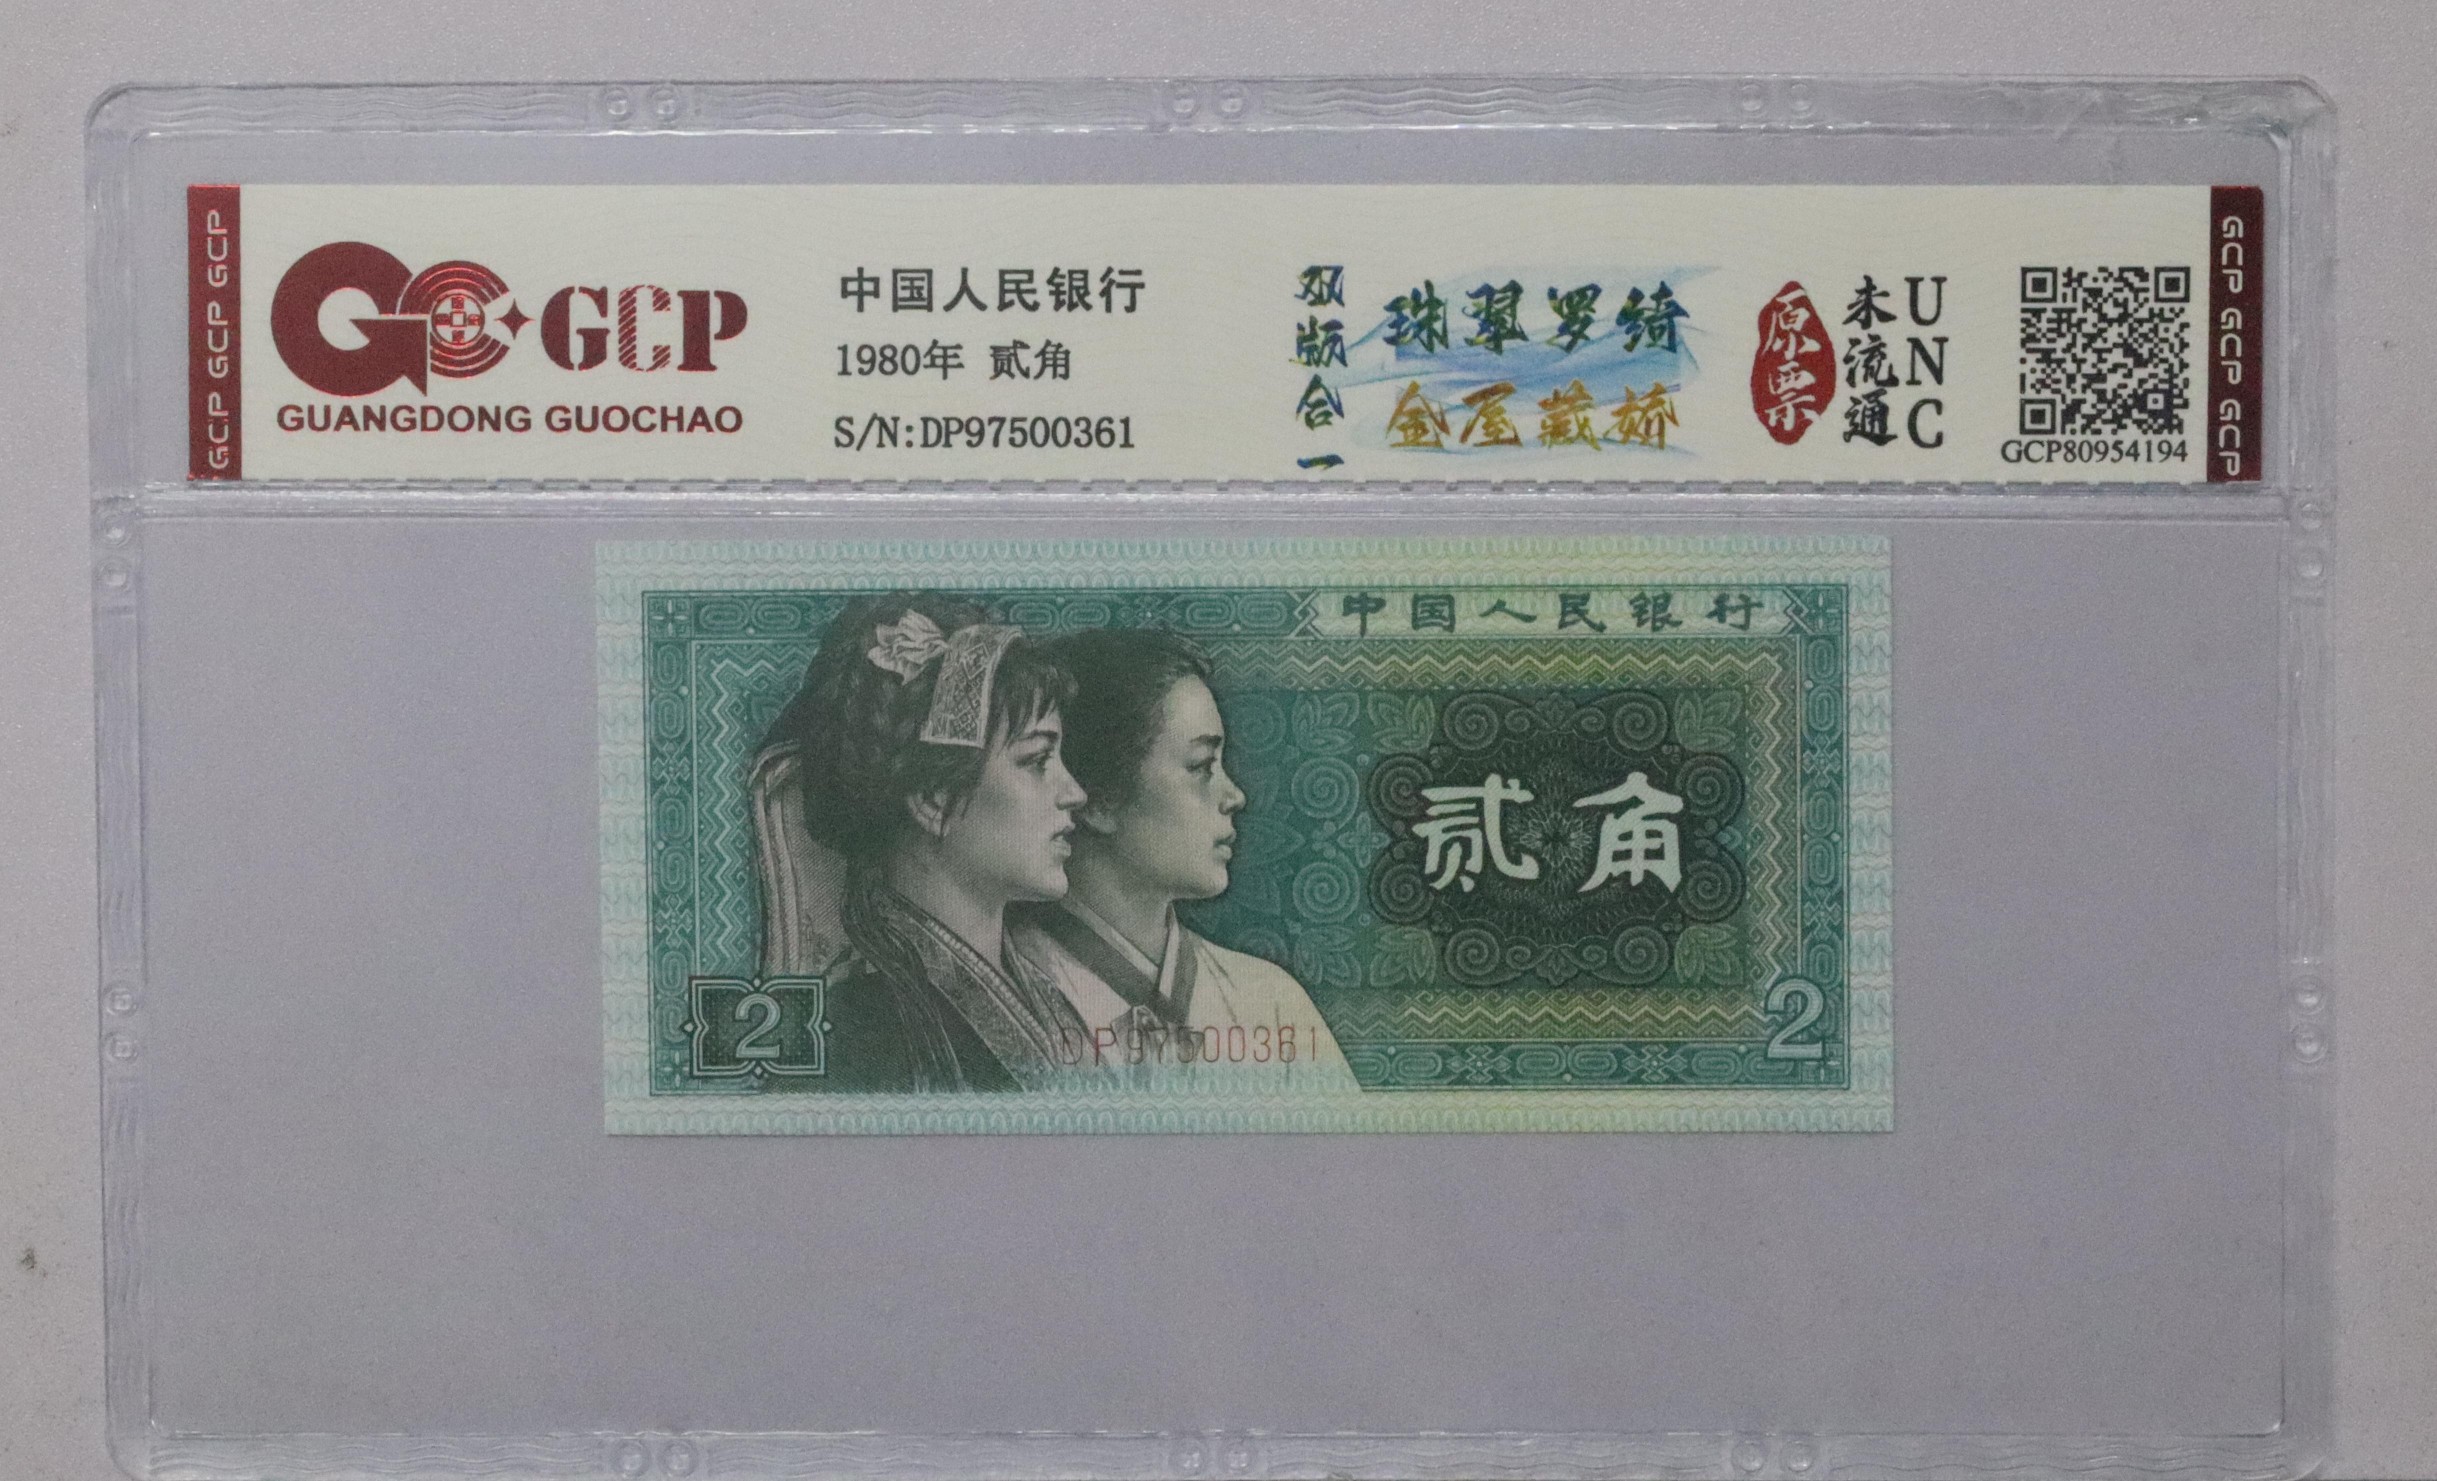 GCP GCP GCP
GCP
GUANGDONG GUOCHAO
中国人民银行
1980年 贰角
S/N:DP97500361
双版合一
珠翠罗绮
金屋藏娇
原票
未流通
UNC
GCP80954194
GCP GCP GCP
中国人民银行
贰角
2
DP97500361
2